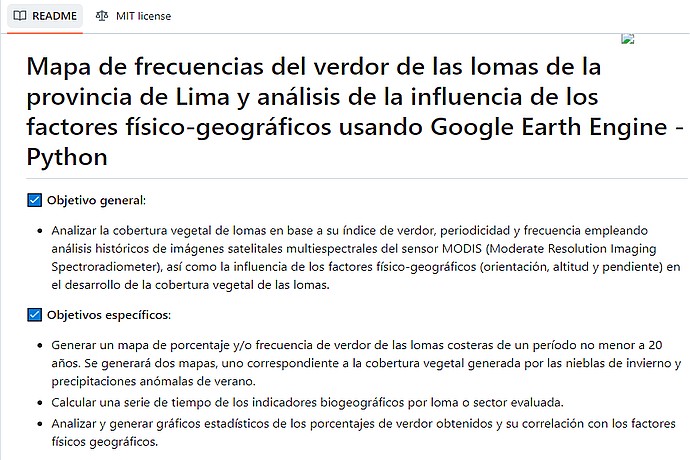 README
MIT license
Mapa de frecuencias del verdor de las lomas de la
provincia de Lima y análisis de la influencia de los
factores físico-geográficos usando Google Earth Engine -
Python
Objetivo general:
Analizar la cobertura vegetal de lomas en base a su índice de verdor, periodicidad y frecuencia empleando
análisis históricos de imágenes satelitales multiespectrales del sensor MODIS (Moderate Resolution Imaging
Spectroradiometer), así como la influencia de los factores físico-geográficos (orientación, altitud y pendiente) en
el desarrollo de la cobertura vegetal de las lomas.
Objetivos específicos:
Generar un mapa de porcentaje y/o frecuencia de verdor de las lomas costeras de un período no menor a 20
años. Se generará dos mapas, uno correspondiente a la cobertura vegetal generada por las nieblas de invierno y
precipitaciones anómalas de verano.
Calcular una serie de tiempo de los indicadores biogeográficos por loma o sector evaluada.
Analizar y generar gráficos estadísticos de los porcentajes de verdor obtenidos y su correlación con los factores
físicos geográficos.